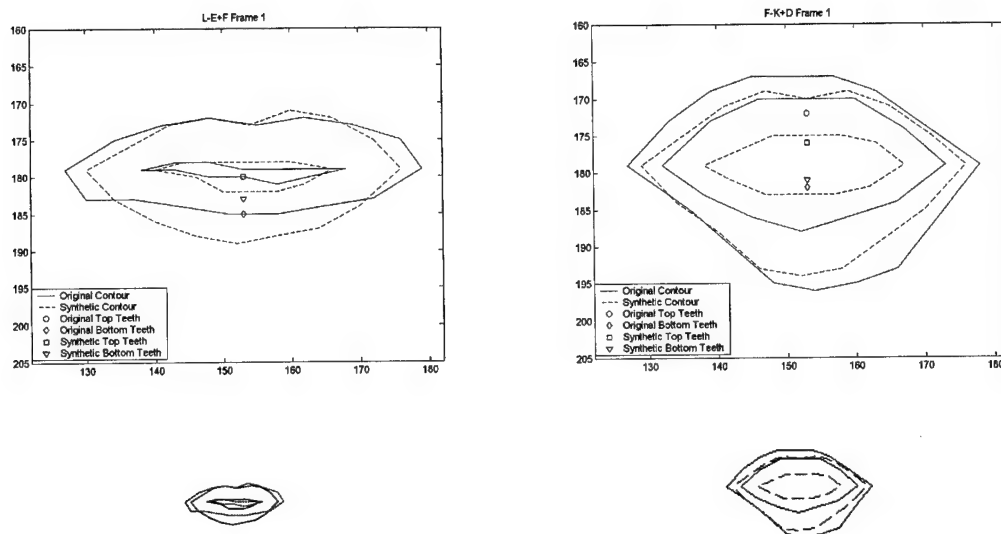 L-E+F Frame 1
160
165
170
175
180
185
190
195
200
205
130
140
150
160
170
180
Original Contour
Synthetic Contour
Original Top Teeth
Original Bottom Teeth
Synthetic Top Teeth
Synthetic Bottom Teeth
F-K+D Frame 1
160
165
170
175
180
185
190
195
200
205
130
140
150
160
170
180
Original Contour
Synthetic Contour
Original Top Teeth
Original Bottom Teeth
Synthetic Top Teeth
Synthetic Bottom Teeth